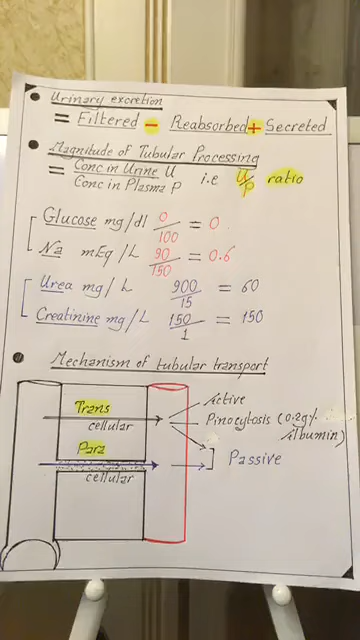 Urinary excretion
= Filtered - Reabsorbed + Secreted
Magnitude of Tubular Processing
= Conc in Urine U
Conc in Plasma P
i.e U/P ratio
Glucose mg/dl 0/100 = 0
Na mEq/L 90/150 = 0.6
Urea mg/L 900/15 = 60
Creatinine mg/L 150/1 = 150
Mechanism of tubular transport
Trans
cellular
Active
Pinocytosis (0.2g%
Albumin)
Para
cellular
Passive